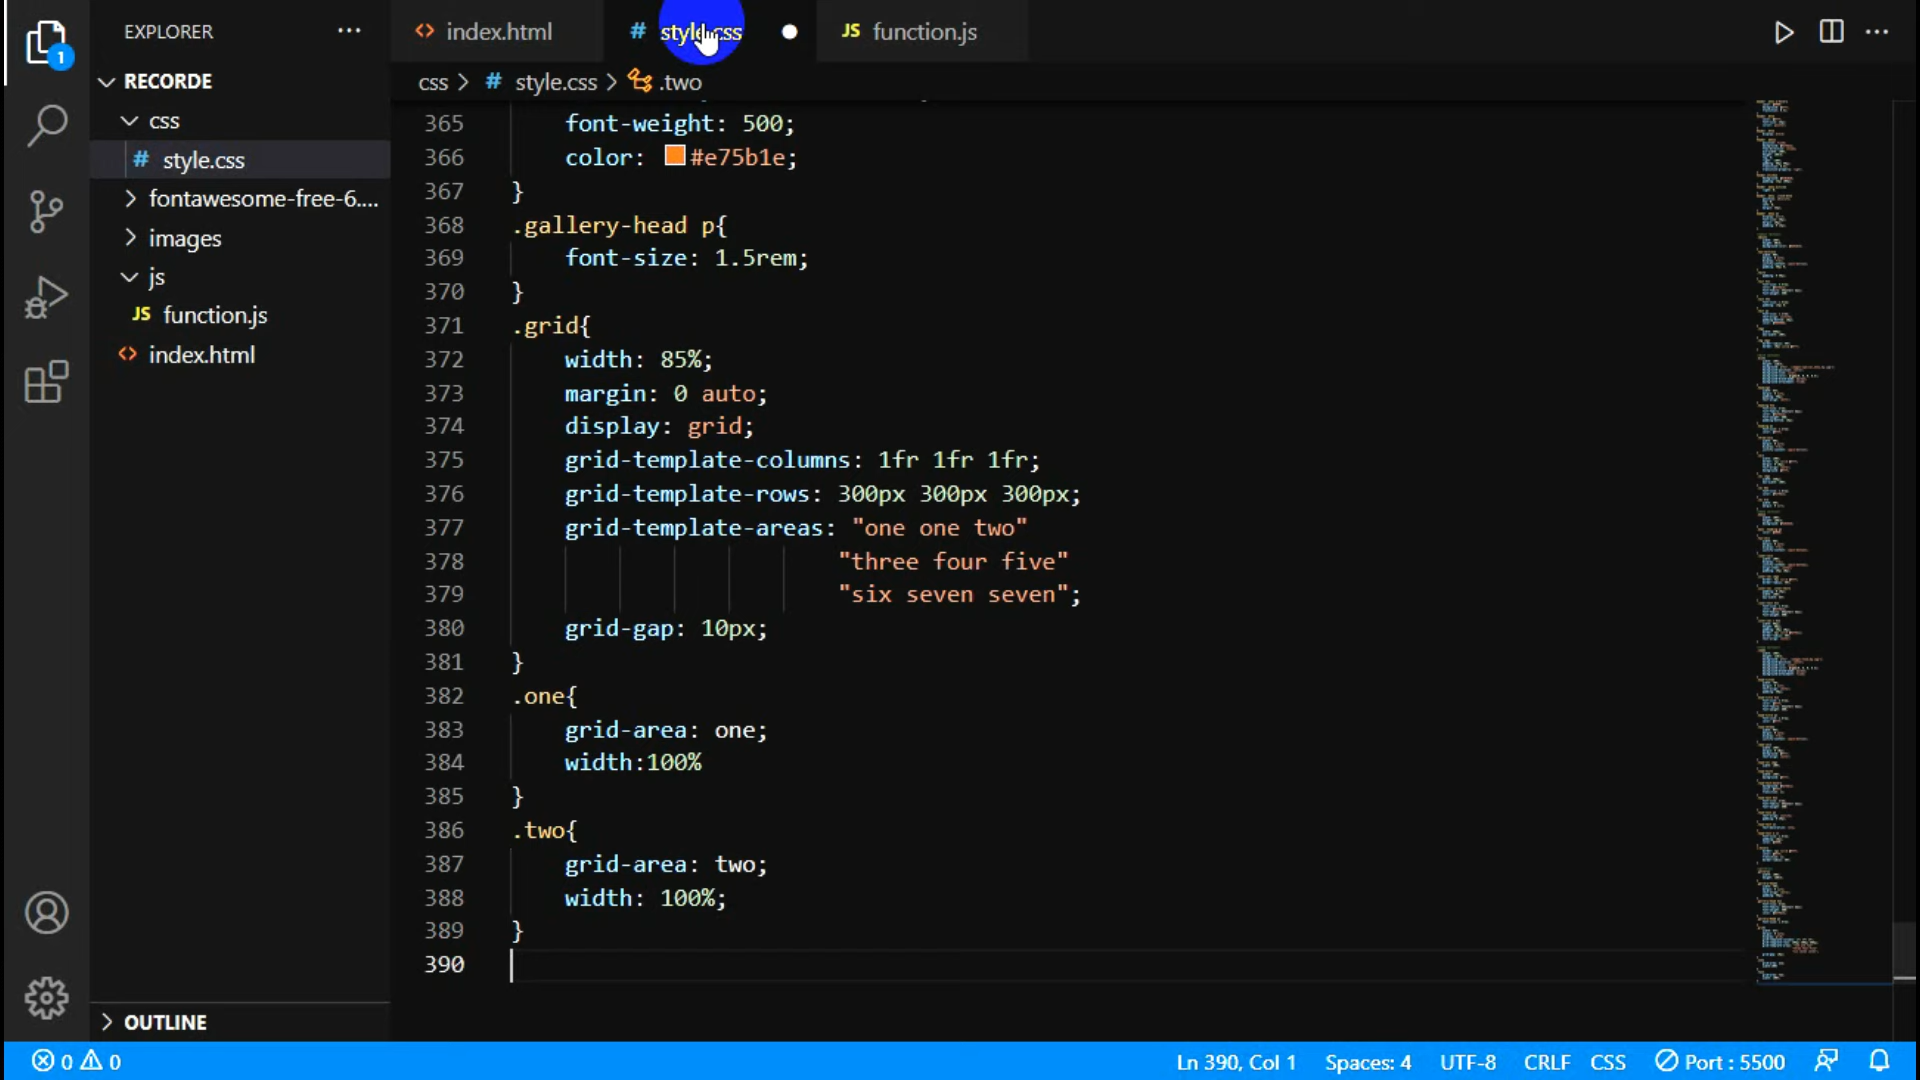 EXPLORER
RECORDE
css
# style.css
fontawesome-free-6....
images
js
JS function.js
<> index.html
OUTLINE
<> index.html
# style.css
JS function.js
css > # style.css > .two
365 font-weight: 500;
366 color: #e75b1e;
367 }
368 .gallery-head p{
369 font-size: 1.5rem;
370 }
371 .grid{
372 width: 85%;
373 margin: 0 auto;
374 display: grid;
375 grid-template-columns: 1fr 1fr 1fr;
376 grid-template-rows: 300px 300px 300px;
377 grid-template-areas: "one one two"
378 "three four five"
379 "six seven seven";
380 grid-gap: 10px;
381 }
382 .one{
383 grid-area: one;
384 width:100%
385 }
386 .two{
387 grid-area: two;
388 width: 100%;
389 }
390
1
0 0
Ln 390, Col 1
Spaces: 4
UTF-8
CRLF
CSS
Port : 5500